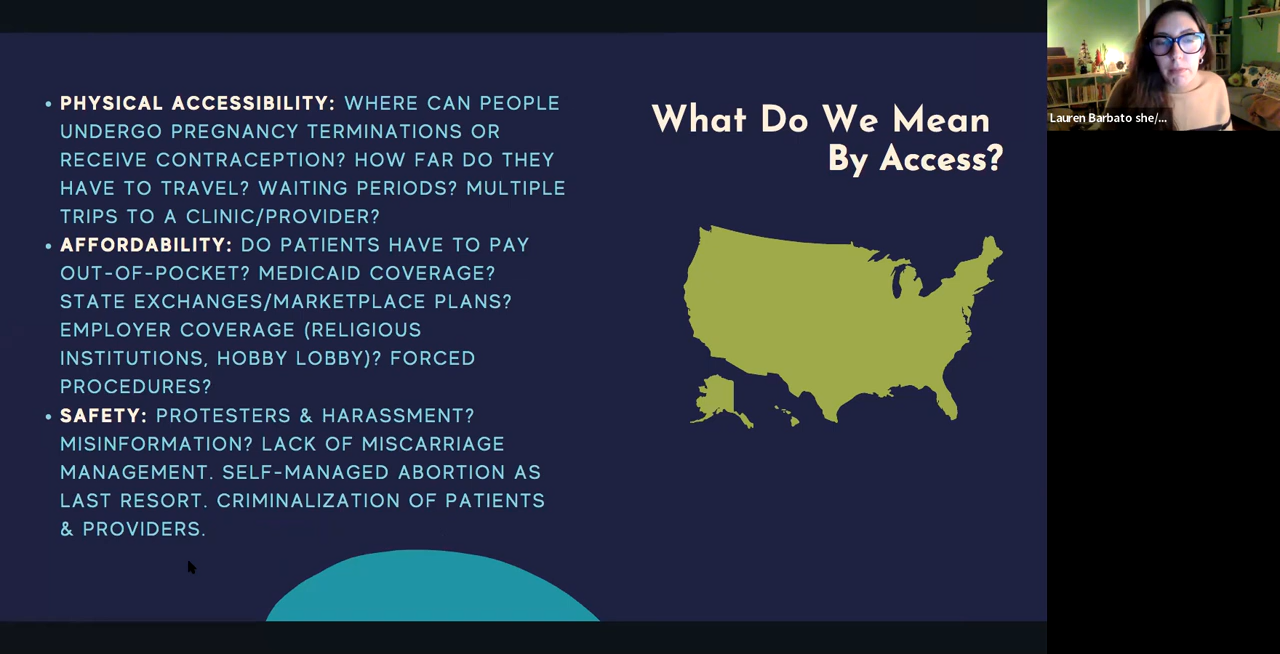 • PHYSICAL ACCESSIBILITY: WHERE CAN PEOPLE
UNDERGO PREGNANCY TERMINATIONS OR
RECEIVE CONTRACEPTION? HOW FAR DO THEY
HAVE TO TRAVEL? WAITING PERIODS? MULTIPLE
TRIPS TO A CLINIC/PROVIDER?
• AFFORDABILITY: DO PATIENTS HAVE TO PAY
OUT-OF-POCKET? MEDICAID COVERAGE?
STATE EXCHANGES/MARKETPLACE PLANS?
EMPLOYER COVERAGE (RELIGIOUS
INSTITUTIONS, HOBBY LOBBY)? FORCED
PROCEDURES?
• SAFETY: PROTESTERS & HARASSMENT?
MISINFORMATION? LACK OF MISCARRIAGE
MANAGEMENT. SELF-MANAGED ABORTION AS
LAST RESORT. CRIMINALIZATION OF PATIENTS
& PROVIDERS.
What Do We Mean
By Access?
Lauren Barbato she/...